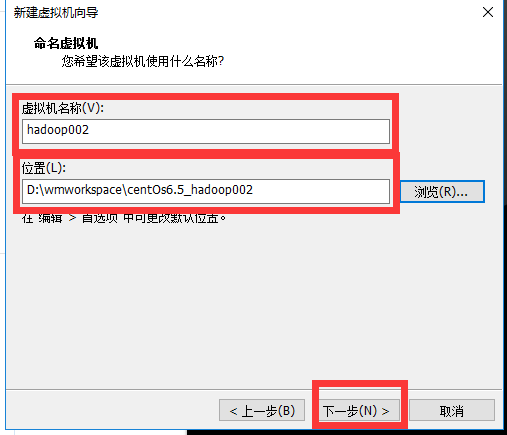 新建虚拟机向导
命名虚拟机
您希望该虚拟机使用什么名称?
虚拟机名称(V):
hadoop002
位置(L):
D:\wmworkspace\centOs6.5_hadoop002
浏览(R)...
在"编辑">"首选项"中可更改默认位置。
< 上一步(B)
下一步(N) >
取消